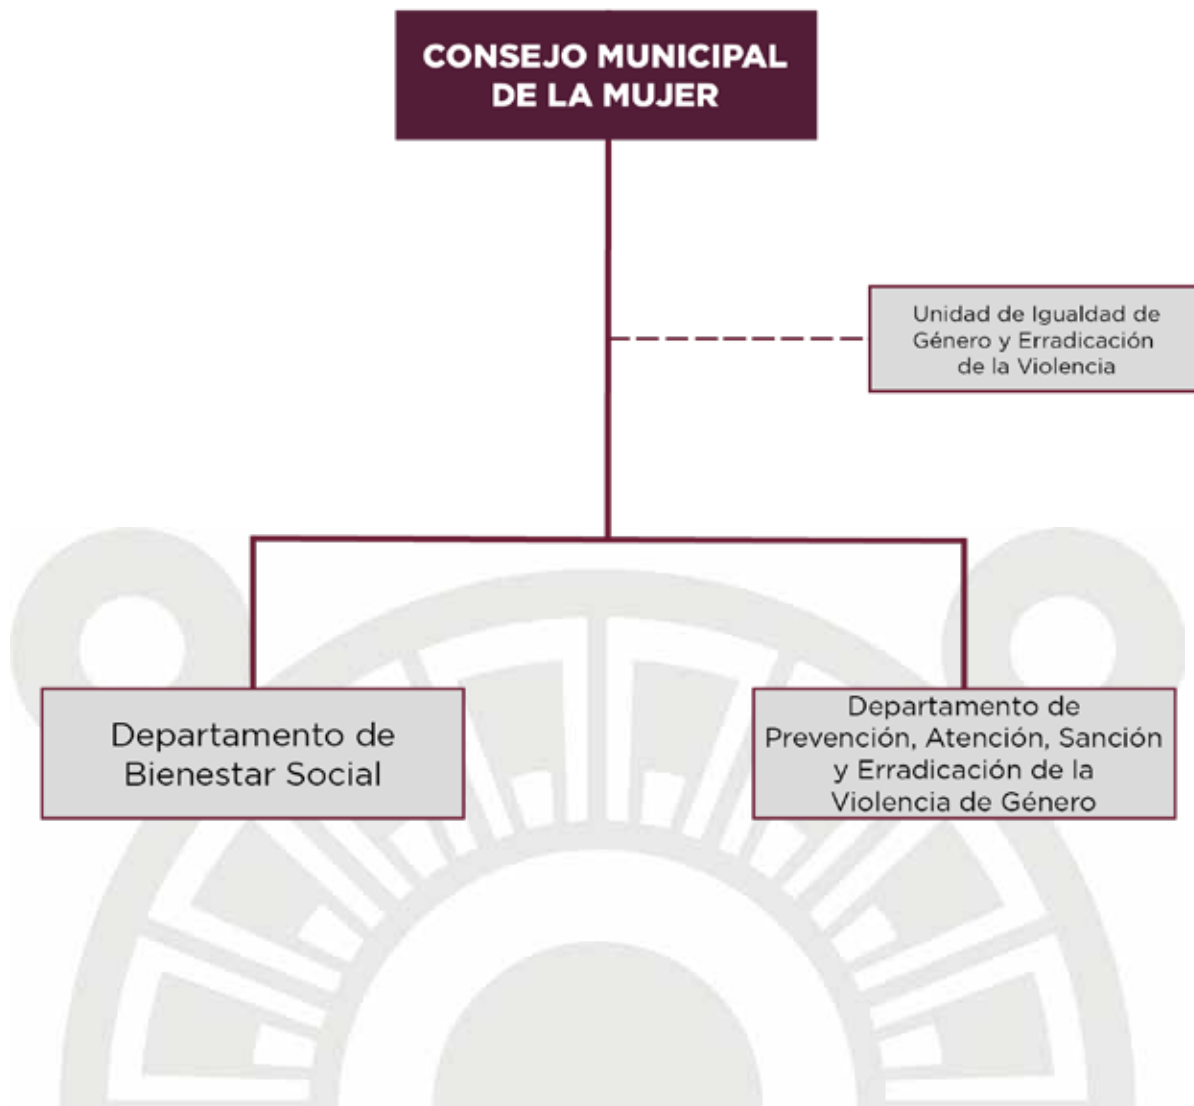 CONSEJO MUNICIPAL
DE LA MUJER
Unidad de Igualdad de
Género y Erradicación
de la Violencia
Departamento de
Bienestar Social
Departamento de
Prevención, Atención, Sanción
y Erradicación de la
Violencia de Género